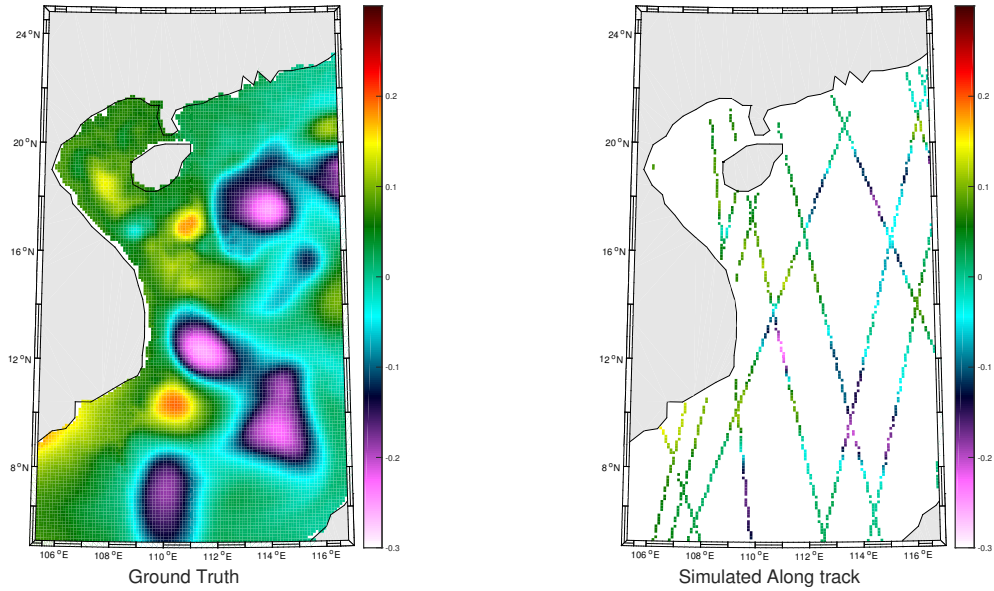 24°N
20°N
16°N
12°N
8°N
106°E 108°E 110°E 112°E 114°E 116°E
0.2
0.1
0
-0.1
-0.2
-0.3
Ground Truth
24°N
20°N
16°N
12°N
8°N
106°E 108°E 110°E 112°E 114°E 116°E
0.2
0.1
0
-0.1
-0.2
-0.3
Simulated Along track